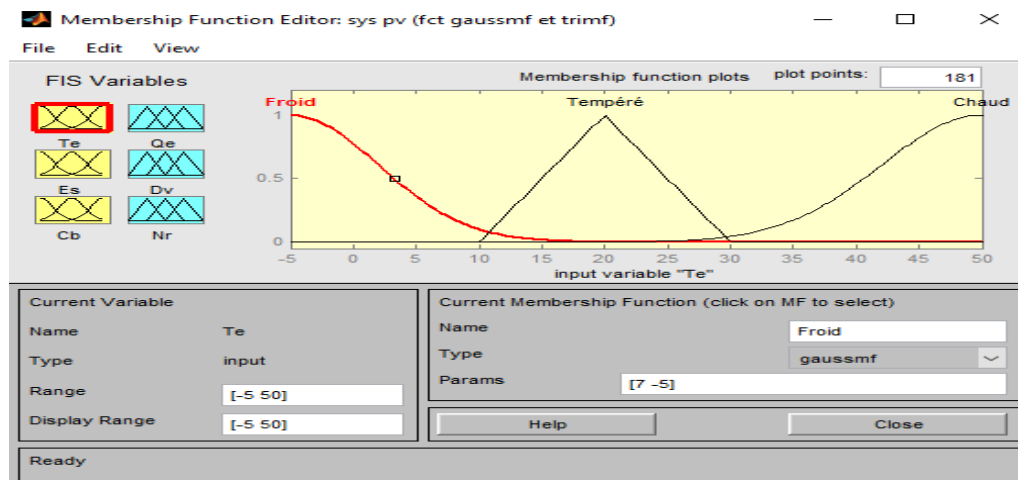 Membership Function Editor: sys pv (fct gaussmf et trimf)
File Edit View
FIS Variables
Te Qe
Es Dv
Cb Nr
Membership function plots plot points: 181
Froid Tempéré Chaud
1
0.5
0
-5 0 5 10 15 20 25 30 35 40 45 50
input variable "Te"
Current Variable
Name Te
Type input
Range [-5 50]
Display Range [-5 50]
Current Membership Function (click on MF to select)
Name Froid
Type gaussmf
Params [7 -5]
Help Close
Ready